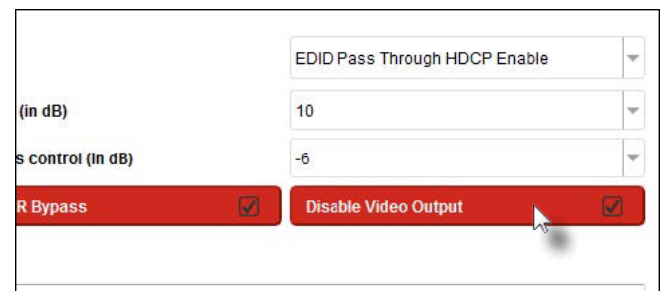 EDID Pass Through HDCP Enable
(in dB) 10
s control (In dB) -6
R Bypass Disable Video Output